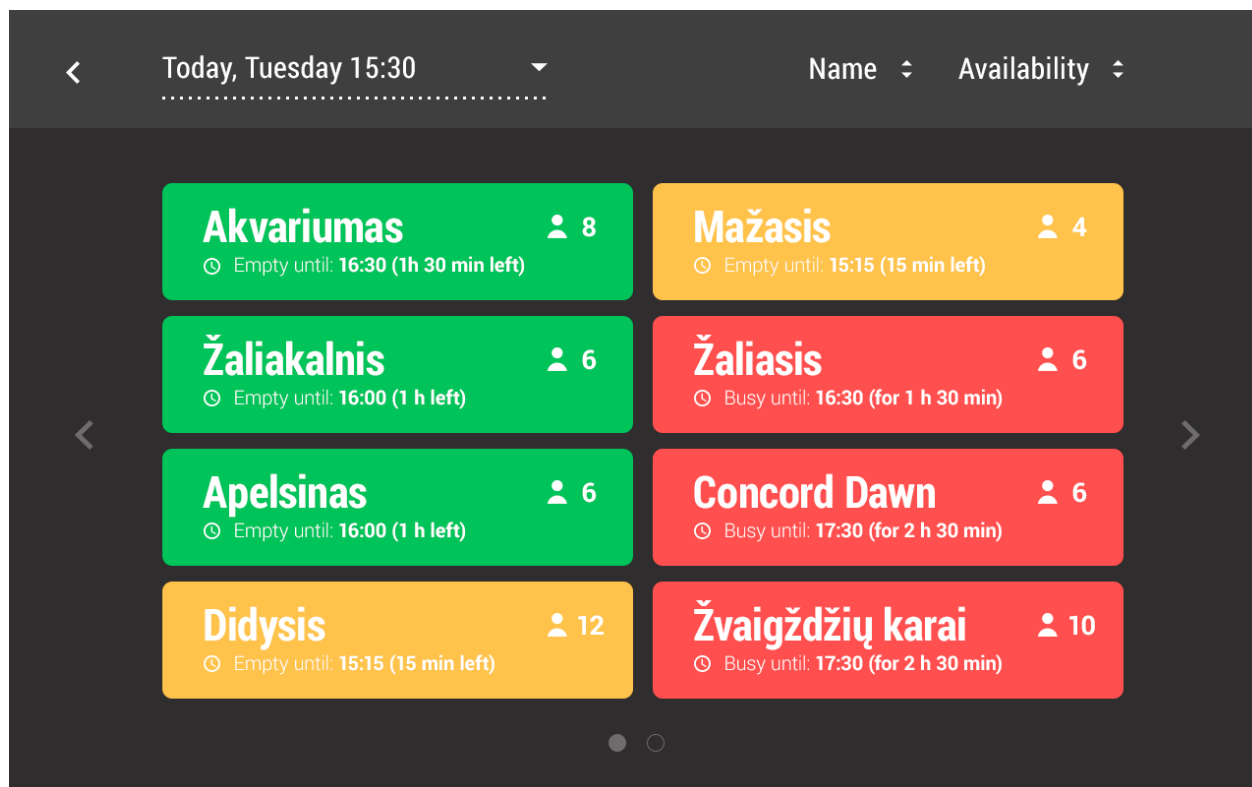 Today, Tuesday 15:30
Name
Availability
Akvariumas 8
Empty until: 16:30 (1h 30 min left)
Mažasis 4
Empty until: 15:15 (15 min left)
Žaliakalnis 6
Empty until: 16:00 (1 h left)
Žaliasis 6
Busy until: 16:30 (for 1 h 30 min)
Apelsinas 6
Empty until: 16:00 (1 h left)
Concord Dawn 6
Busy until: 17:30 (for 2 h 30 min)
Didysis 12
Empty until: 15:15 (15 min left)
Žvaigždžių karai 10
Busy until: 17:30 (for 2 h 30 min)